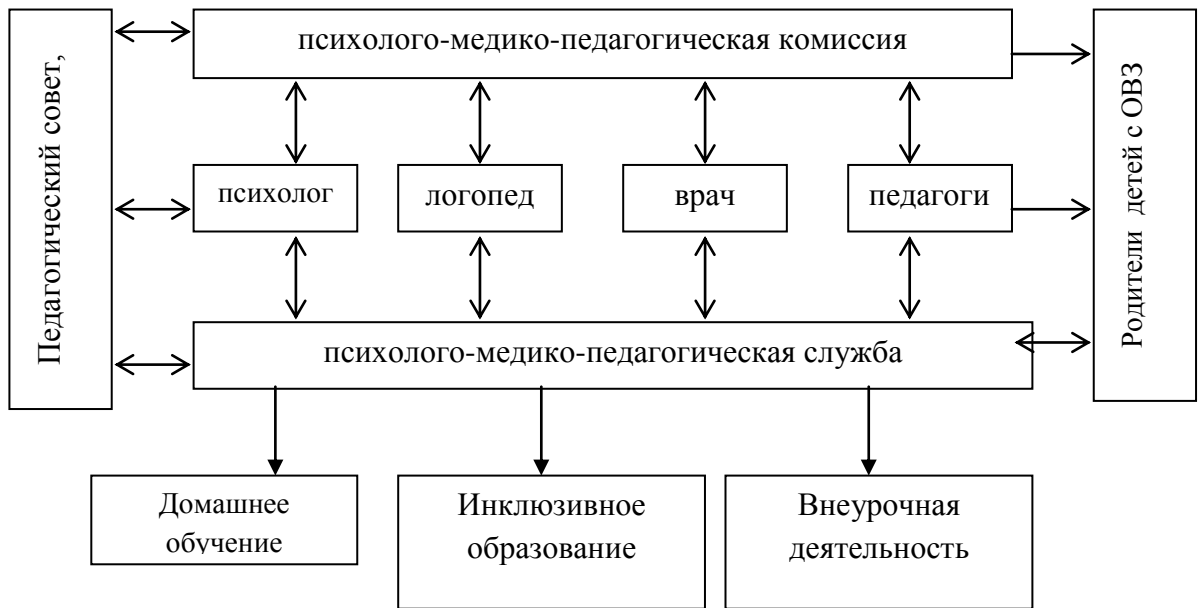 Педагогический совет,
психолого-медико-педагогическая комиссия
Родители детей с ОВЗ
психолог
логопед
врач
педагоги
психолого-медико-педагогическая служба
Домашнее
обучение
Инклюзивное
образование
Внеурочная
деятельность